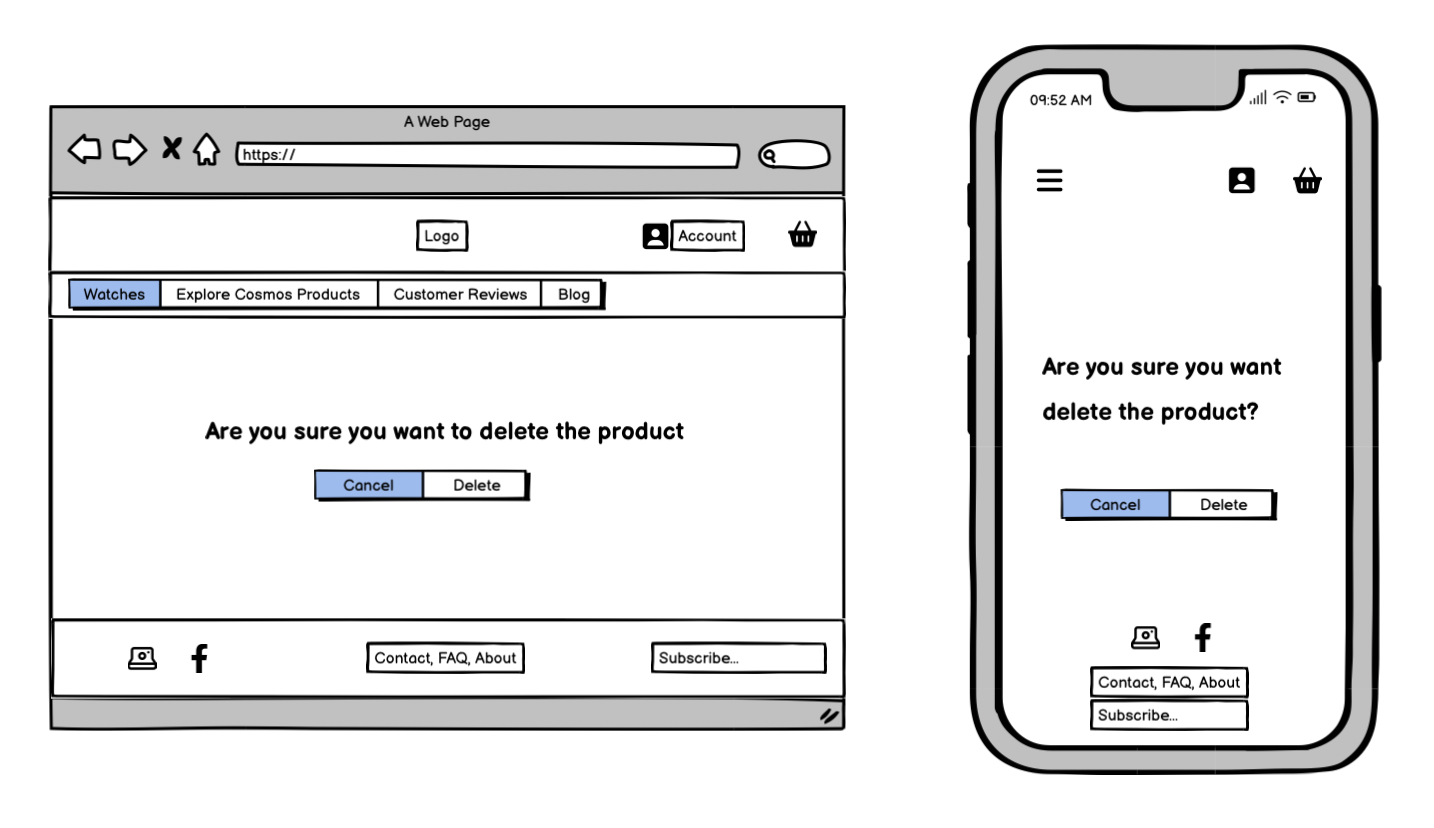 A Web Page
https://
Logo
Account
Watches Explore Cosmos Products Customer Reviews Blog
Are you sure you want to delete the product
Cancel Delete
Contact, FAQ, About
Subscribe...
09:52 AM
Are you sure you want
delete the product?
Cancel Delete
Contact, FAQ, About
Subscribe...